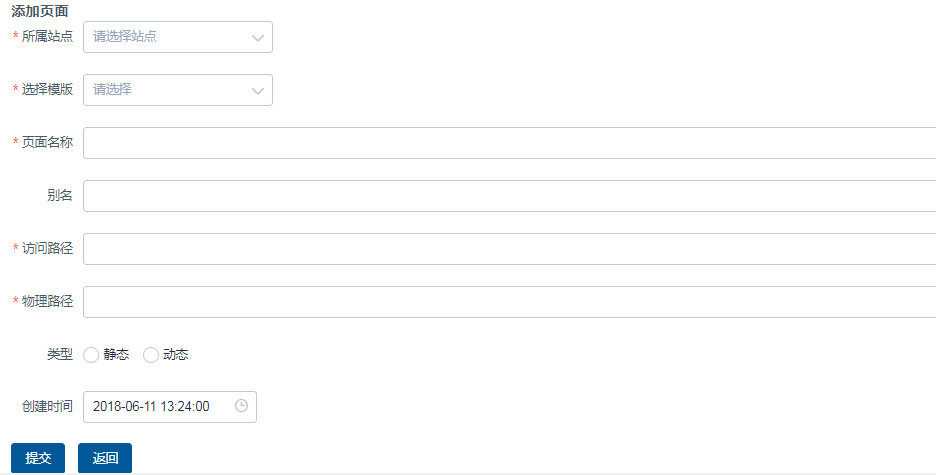 添加页面
* 所属站点 请选择站点
* 选择模版 请选择
* 页面名称
别名
* 访问路径
* 物理路径
类型 静态 动态
创建时间 2018-06-11 13:24:00
提交 返回